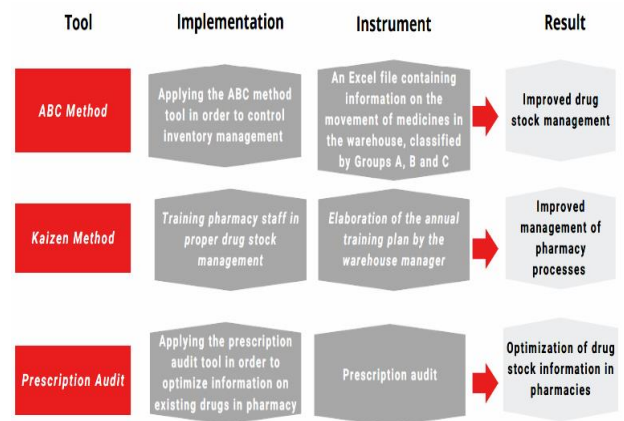 Tool Implementation Instrument Result
ABC Method
Applying the ABC method
tool in order to control
inventory management
An Excel file containing
information on the
movement of medicines in
the warehouse, classified
by Groups A, B and C
Improved drug
stock management
Kaizen Method
Training pharmacy staff in
proper drug stock
management
Elaboration of the annual
training plan by the
warehouse manager
Improved
management of
pharmacy
processes
Prescription Audit
Applying the prescription
audit tool in order to
optimize information on
existing drugs in pharmacy
Prescription audit
Optimization of drug
stock information in
pharmacies